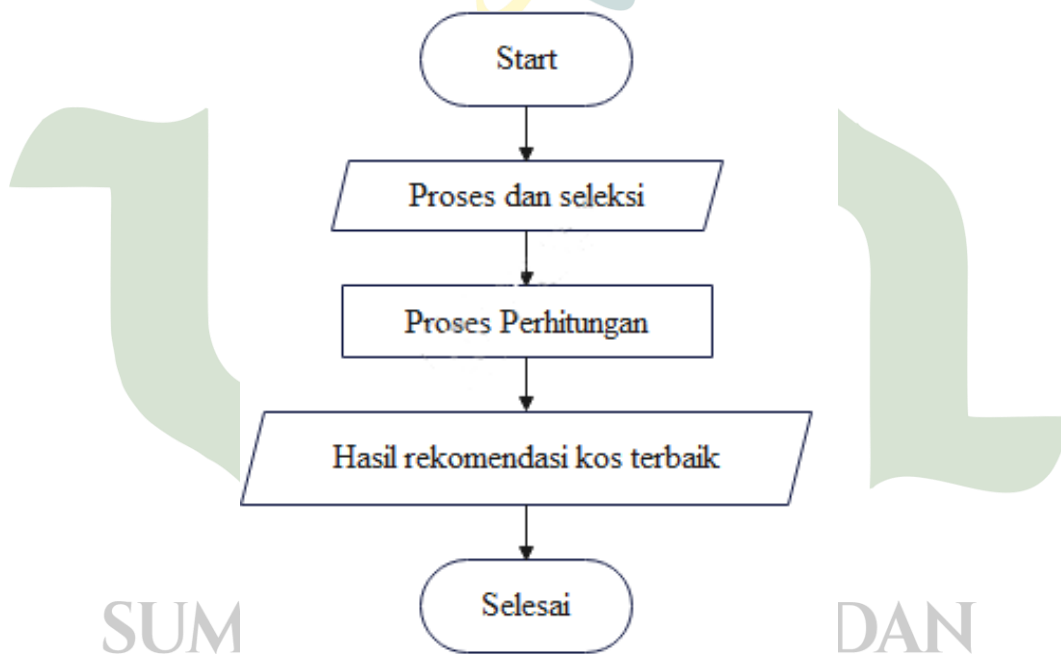 Start
Proses dan seleksi
Proses Perhitungan
Hasil rekomendasi kos terbaik
Selesai
SUM DAN